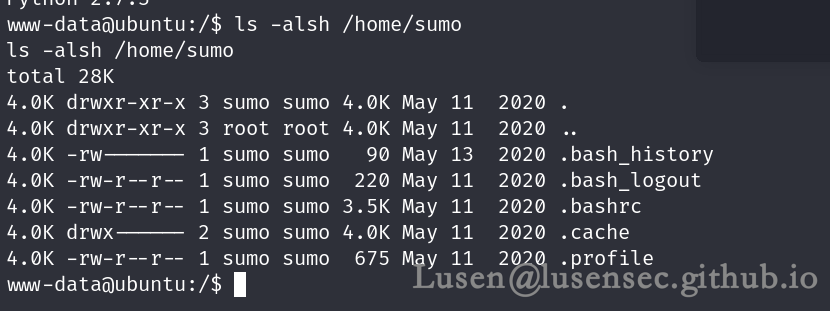 Python 2.7.3
www-data@ubuntu:/$ ls -alsh /home/sumo
ls -alsh /home/sumo
total 28K
4.0K drwxr-xr-x 3 sumo sumo 4.0K May 11  2020 .
4.0K drwxr-xr-x 3 root root 4.0K May 11  2020 ..
4.0K -rw------- 1 sumo sumo   90 May 13  2020 .bash_history
4.0K -rw-r--r-- 1 sumo sumo  220 May 11  2020 .bash_logout
4.0K -rw-r--r-- 1 sumo sumo 3.5K May 11  2020 .bashrc
4.0K drwx------ 2 sumo sumo 4.0K May 11  2020 .cache
4.0K -rw-r--r-- 1 sumo sumo  675 May 11  2020 .profile
www-data@ubuntu:/$
Lusen@lusensec.github.io